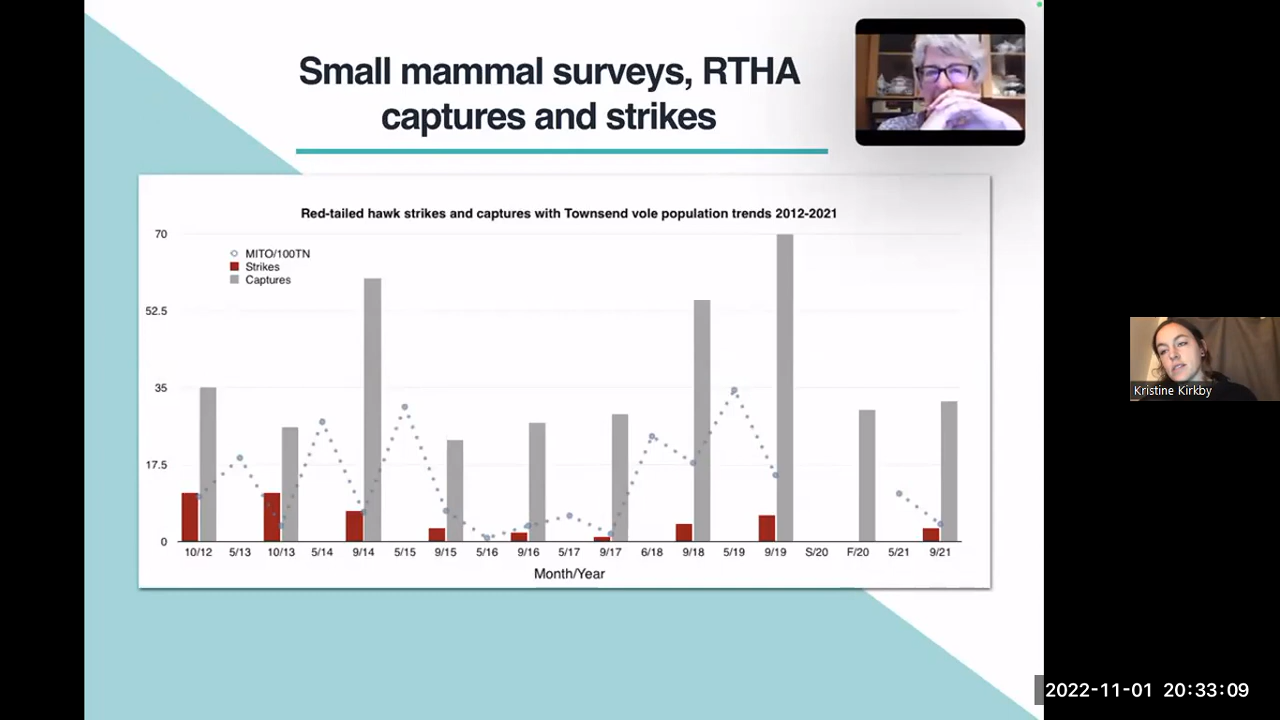 Small mammal surveys, RTHA
captures and strikes
Red-tailed hawk strikes and captures with Townsend vole population trends 2012-2021
70
52.5
35
17.5
0
MITO/100TN
Strikes
Captures
10/12 5/13 10/13 5/14 9/14 5/15 9/15 5/16 9/16 5/17 9/17 6/18 9/18 5/19 9/19 S/20 F/20 5/21 9/21
Month/Year
Kristine Kirkby
2022-11-01 20:33:09